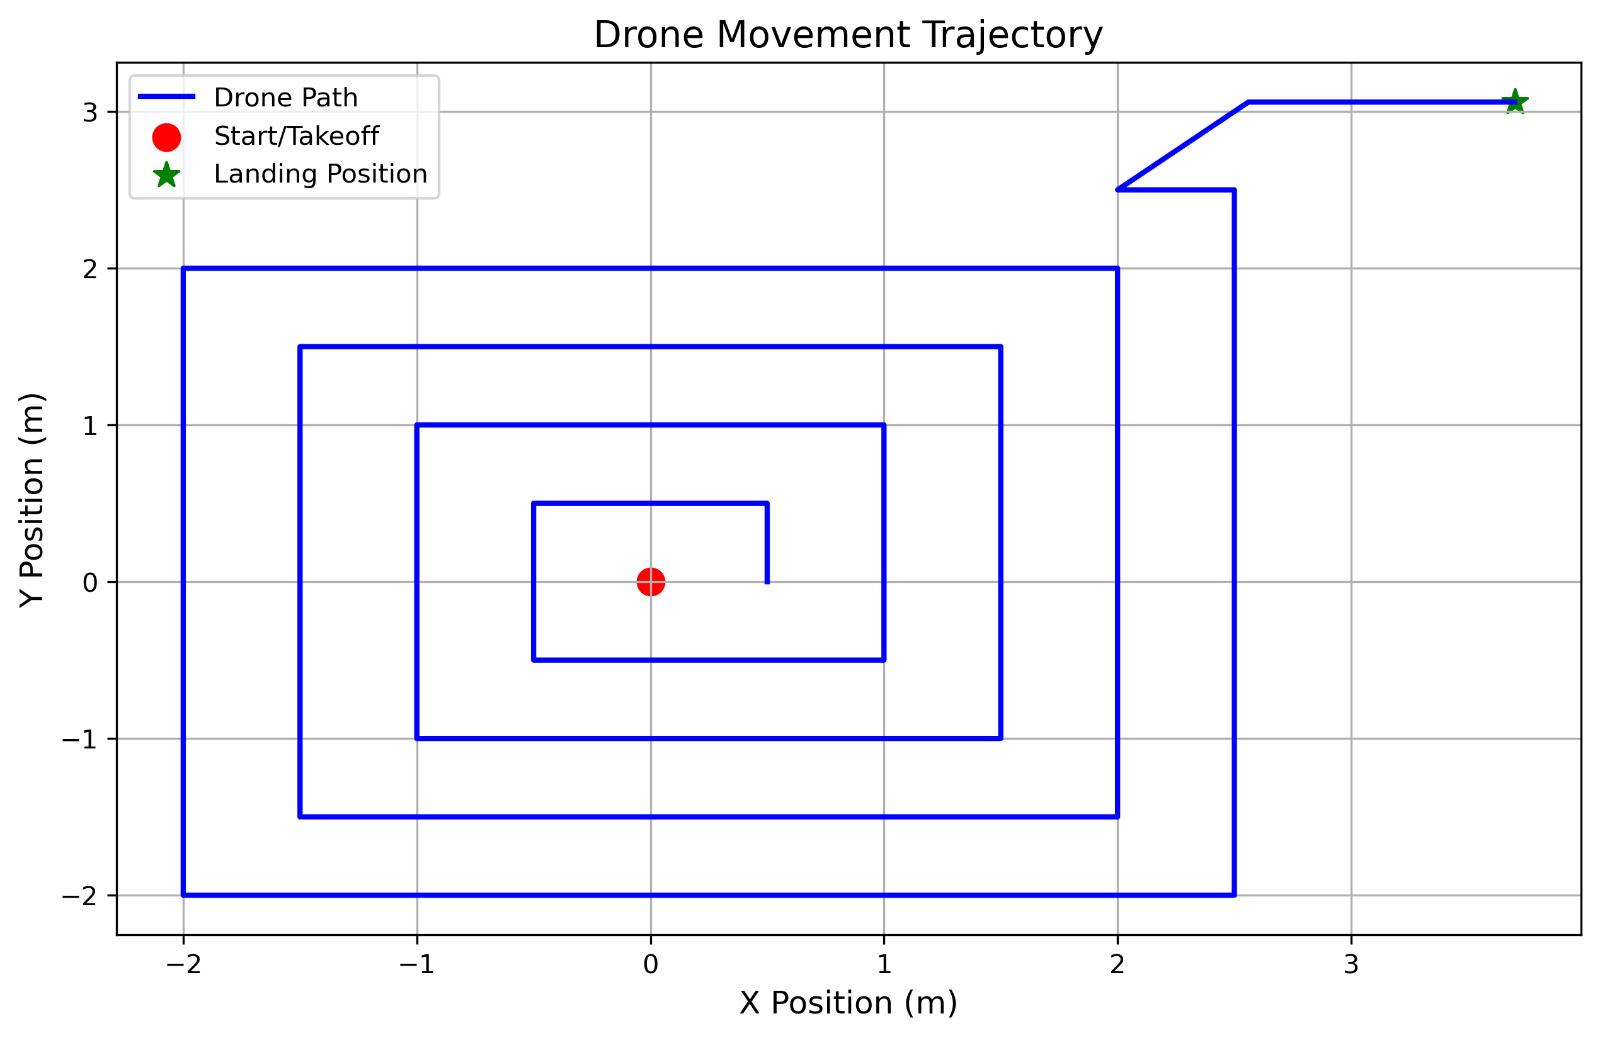 Drone Movement Trajectory
Drone Path
Start/Takeoff
Landing Position
Y Position (m)
3
2
1
0
−1
−2
−2
−1
0
1
2
3
X Position (m)